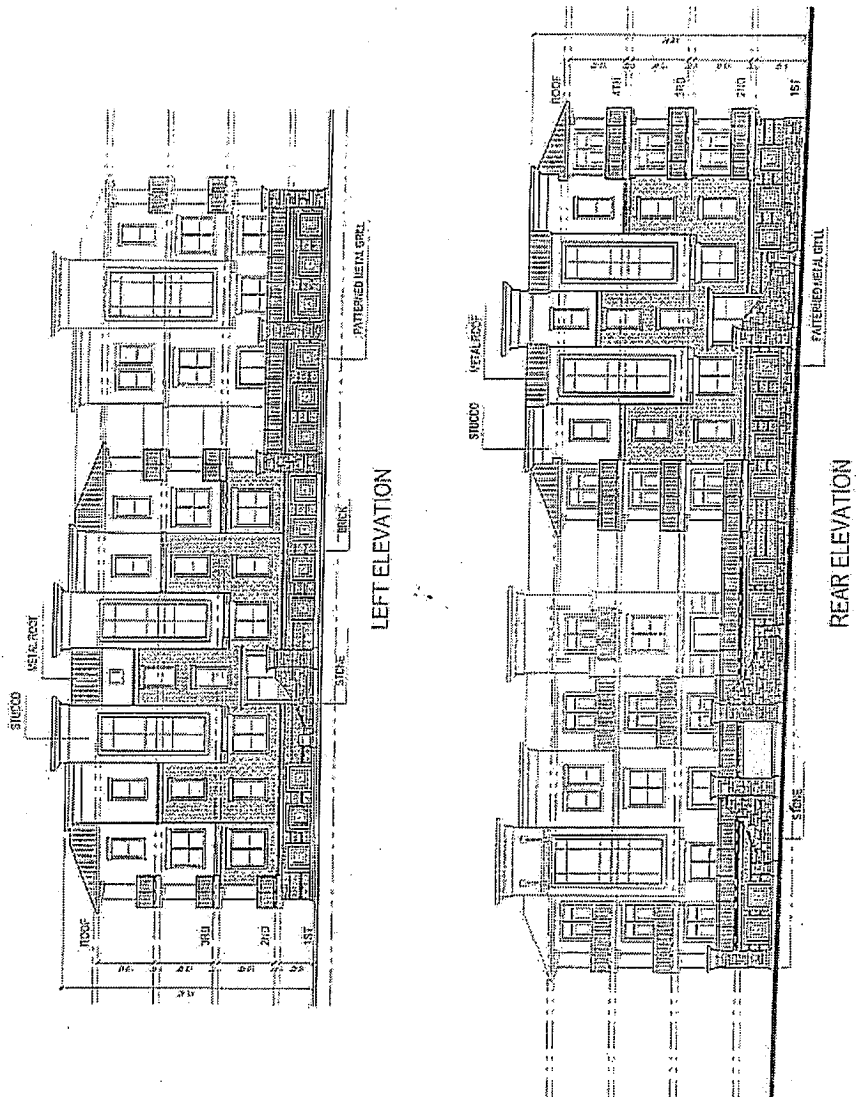 STUCCO
METAL ROOF
ROOF
3RD
2ND
1ST
STONE
BRICK
PATTERNED METAL GRILL
LEFT ELEVATION
STUCCO
METAL ROOF
ROOF
4TH
3RD
2ND
1ST
STONE
PATTERNED METAL GRILL
REAR ELEVATION